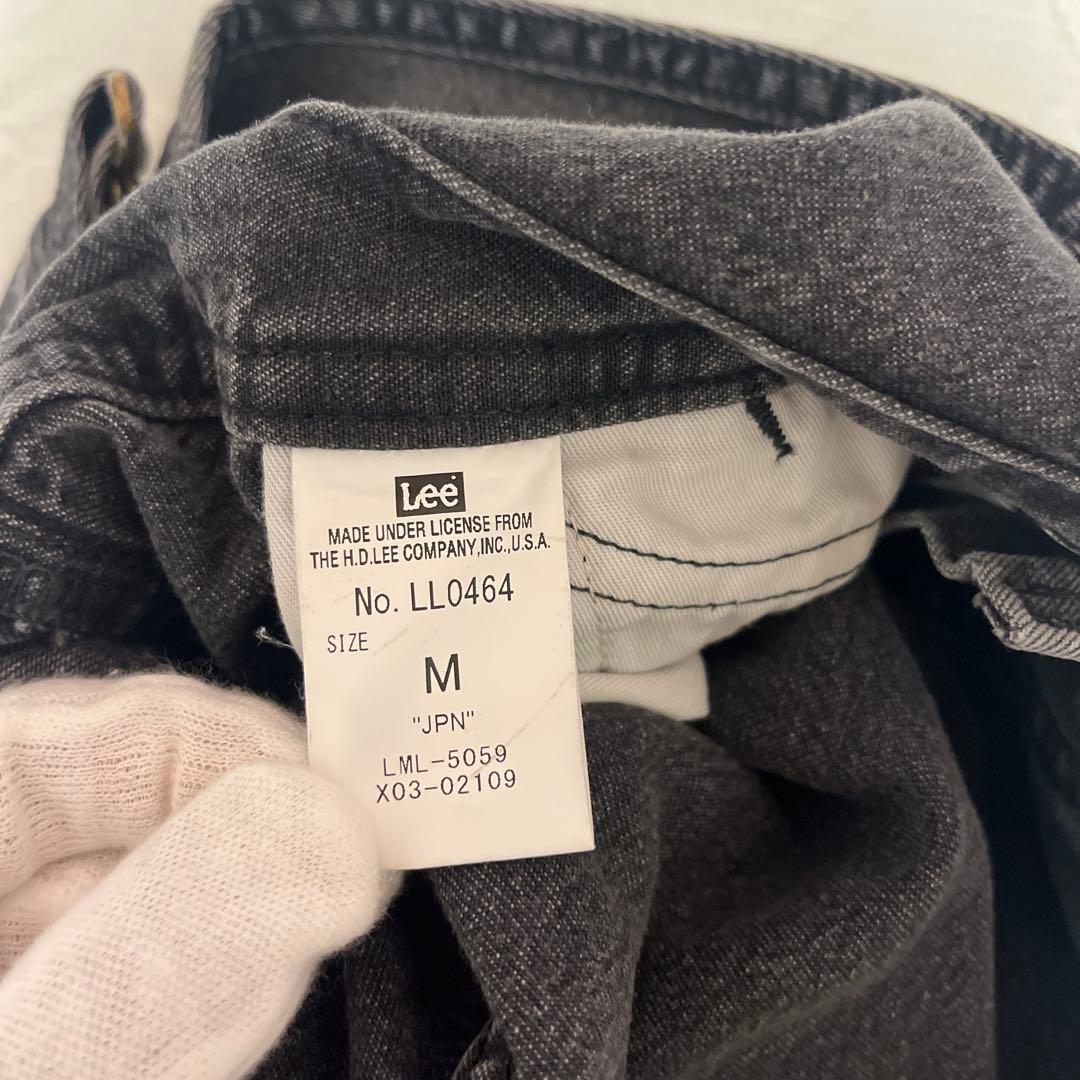 Lee
MADE UNDER LICENSE FROM
THE H.D.LEE COMPANY,INC.,U.S.A.
No. LL0464
SIZE
M
"JPN"
LML-5059
X03-02109